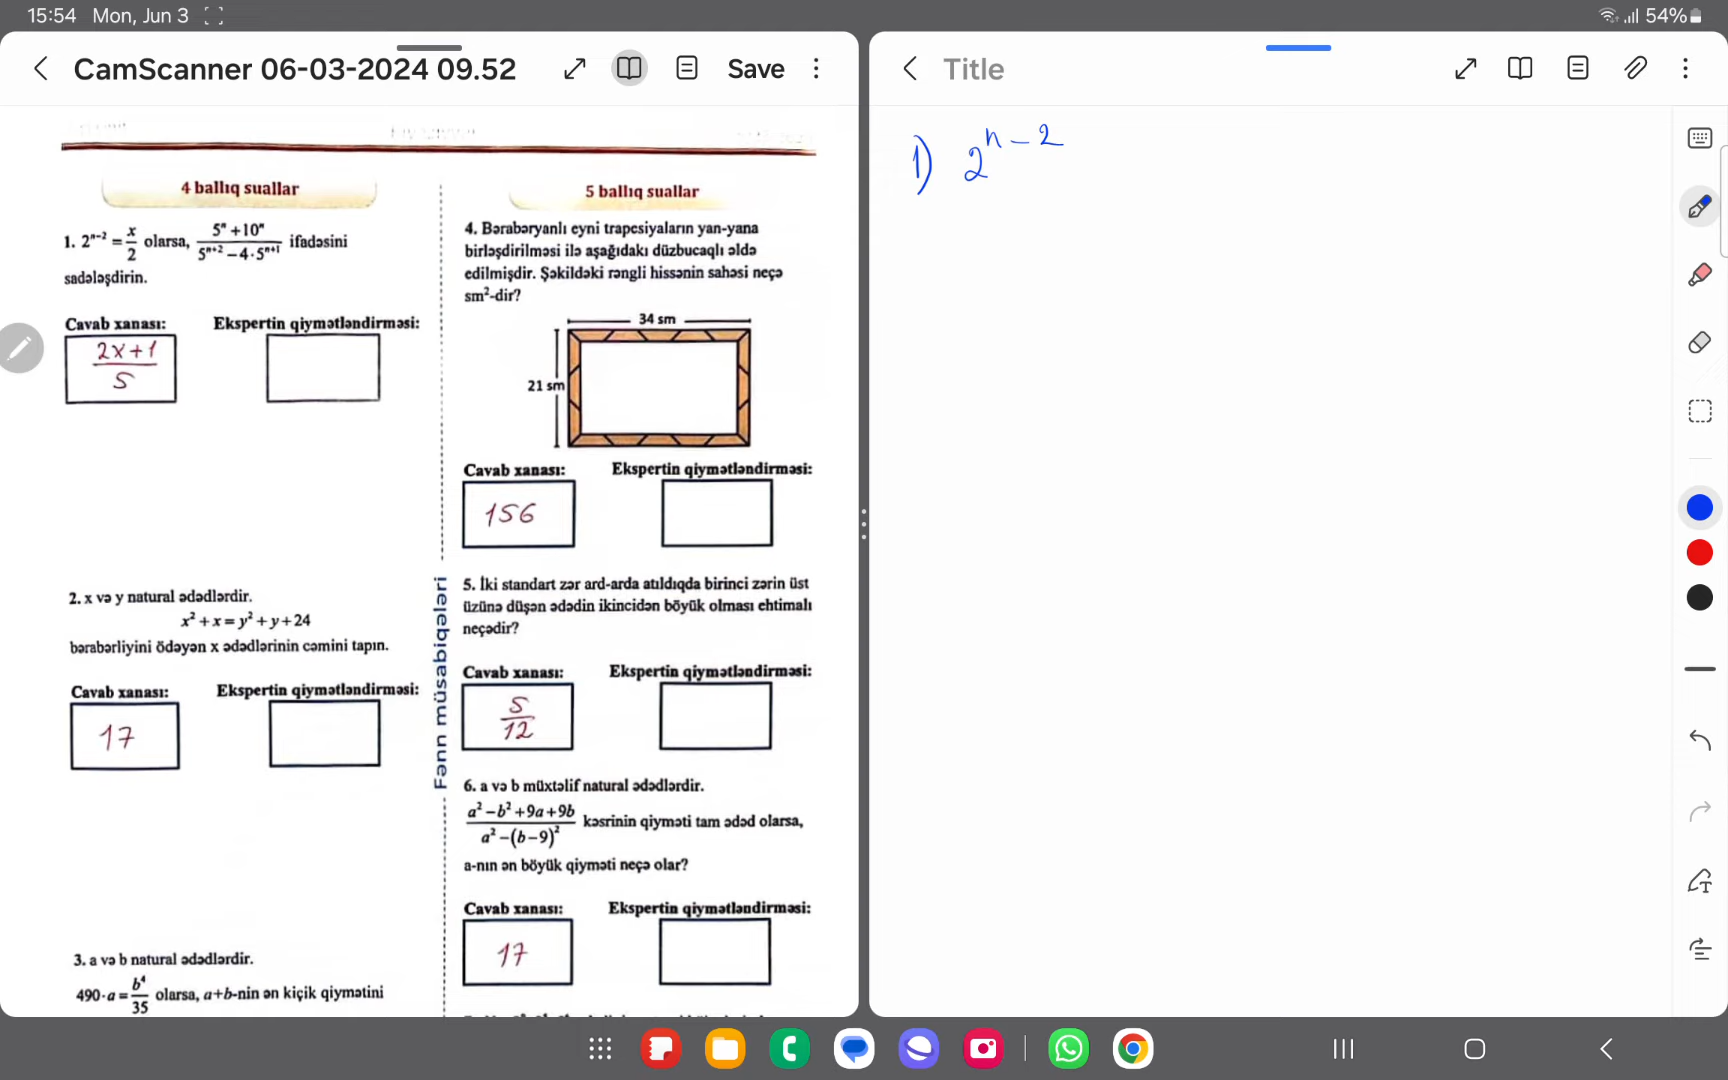 15:54 Mon, Jun 3
54%
CamScanner 06-03-2024 09.52
Save
4 ballıq suallar
1. 2ⁿ⁻² = x/2 olarsa, (5ⁿ + 10ⁿ)/(5ⁿ⁺² − 4·5ⁿ⁺¹) ifadəsini
sadələşdirin.
Cavab xanası: Ekspertin qiymətləndirməsi:
(2x+1)/5
2. x və y natural ədədlərdir.
x² + x = y² + y + 24
bərabərliyini ödəyən x ədədlərinin cəmini tapın.
Cavab xanası: Ekspertin qiymətləndirməsi:
17
3. a və b natural ədədlərdir.
490·a = b⁴/35 olarsa, a+b-nin ən kiçik qiymətini
Fənn müsabiqələri
5 ballıq suallar
4. Bərabəryanlı eyni trapesiyaların yan-yana
birləşdirilməsi ilə aşağıdakı düzbucaqlı əldə
edilmişdir. Şəkildəki rəngli hissənin sahəsi neçə
sm²-dir?
34 sm
21 sm
Cavab xanası: Ekspertin qiymətləndirməsi:
156
5. İki standart zər ard-arda atıldıqda birinci zərin üst
üzünə düşən ədədin ikincidən böyük olması ehtimalı
neçədir?
Cavab xanası: Ekspertin qiymətləndirməsi:
5/12
6. a və b müxtəlif natural ədədlərdir.
(a² − b² + 9a + 9b)/(a² − (b − 9)²) kəsrinin qiyməti tam ədəd olarsa,
a-nın ən böyük qiyməti neçə olar?
Cavab xanası: Ekspertin qiymətləndirməsi:
17
Title
1) 2ⁿ⁻²